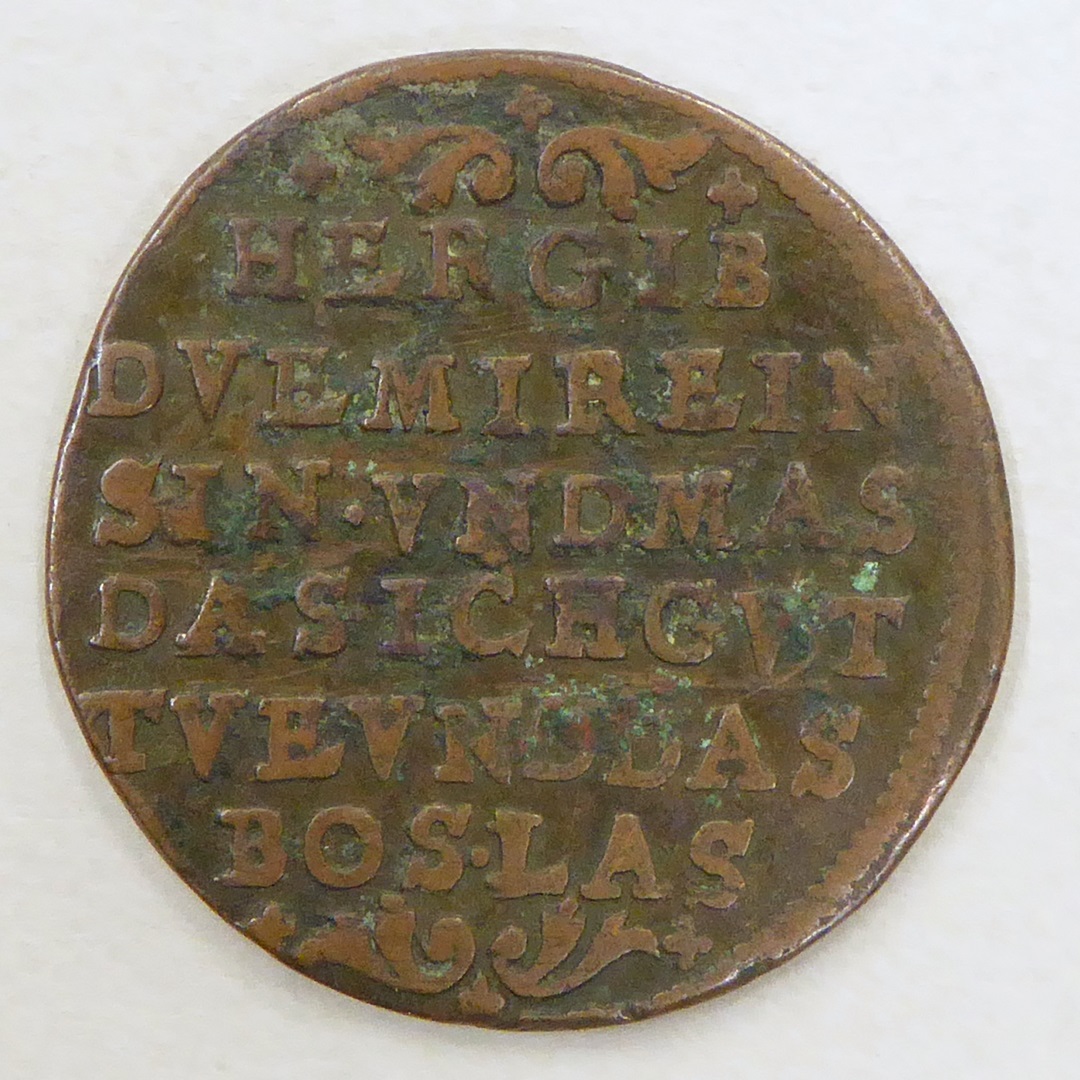 HERGIB
DVEMIREIN
SIN·VNDMAS
DASICHGVT
TVEVNDDAS
BOS·LAS